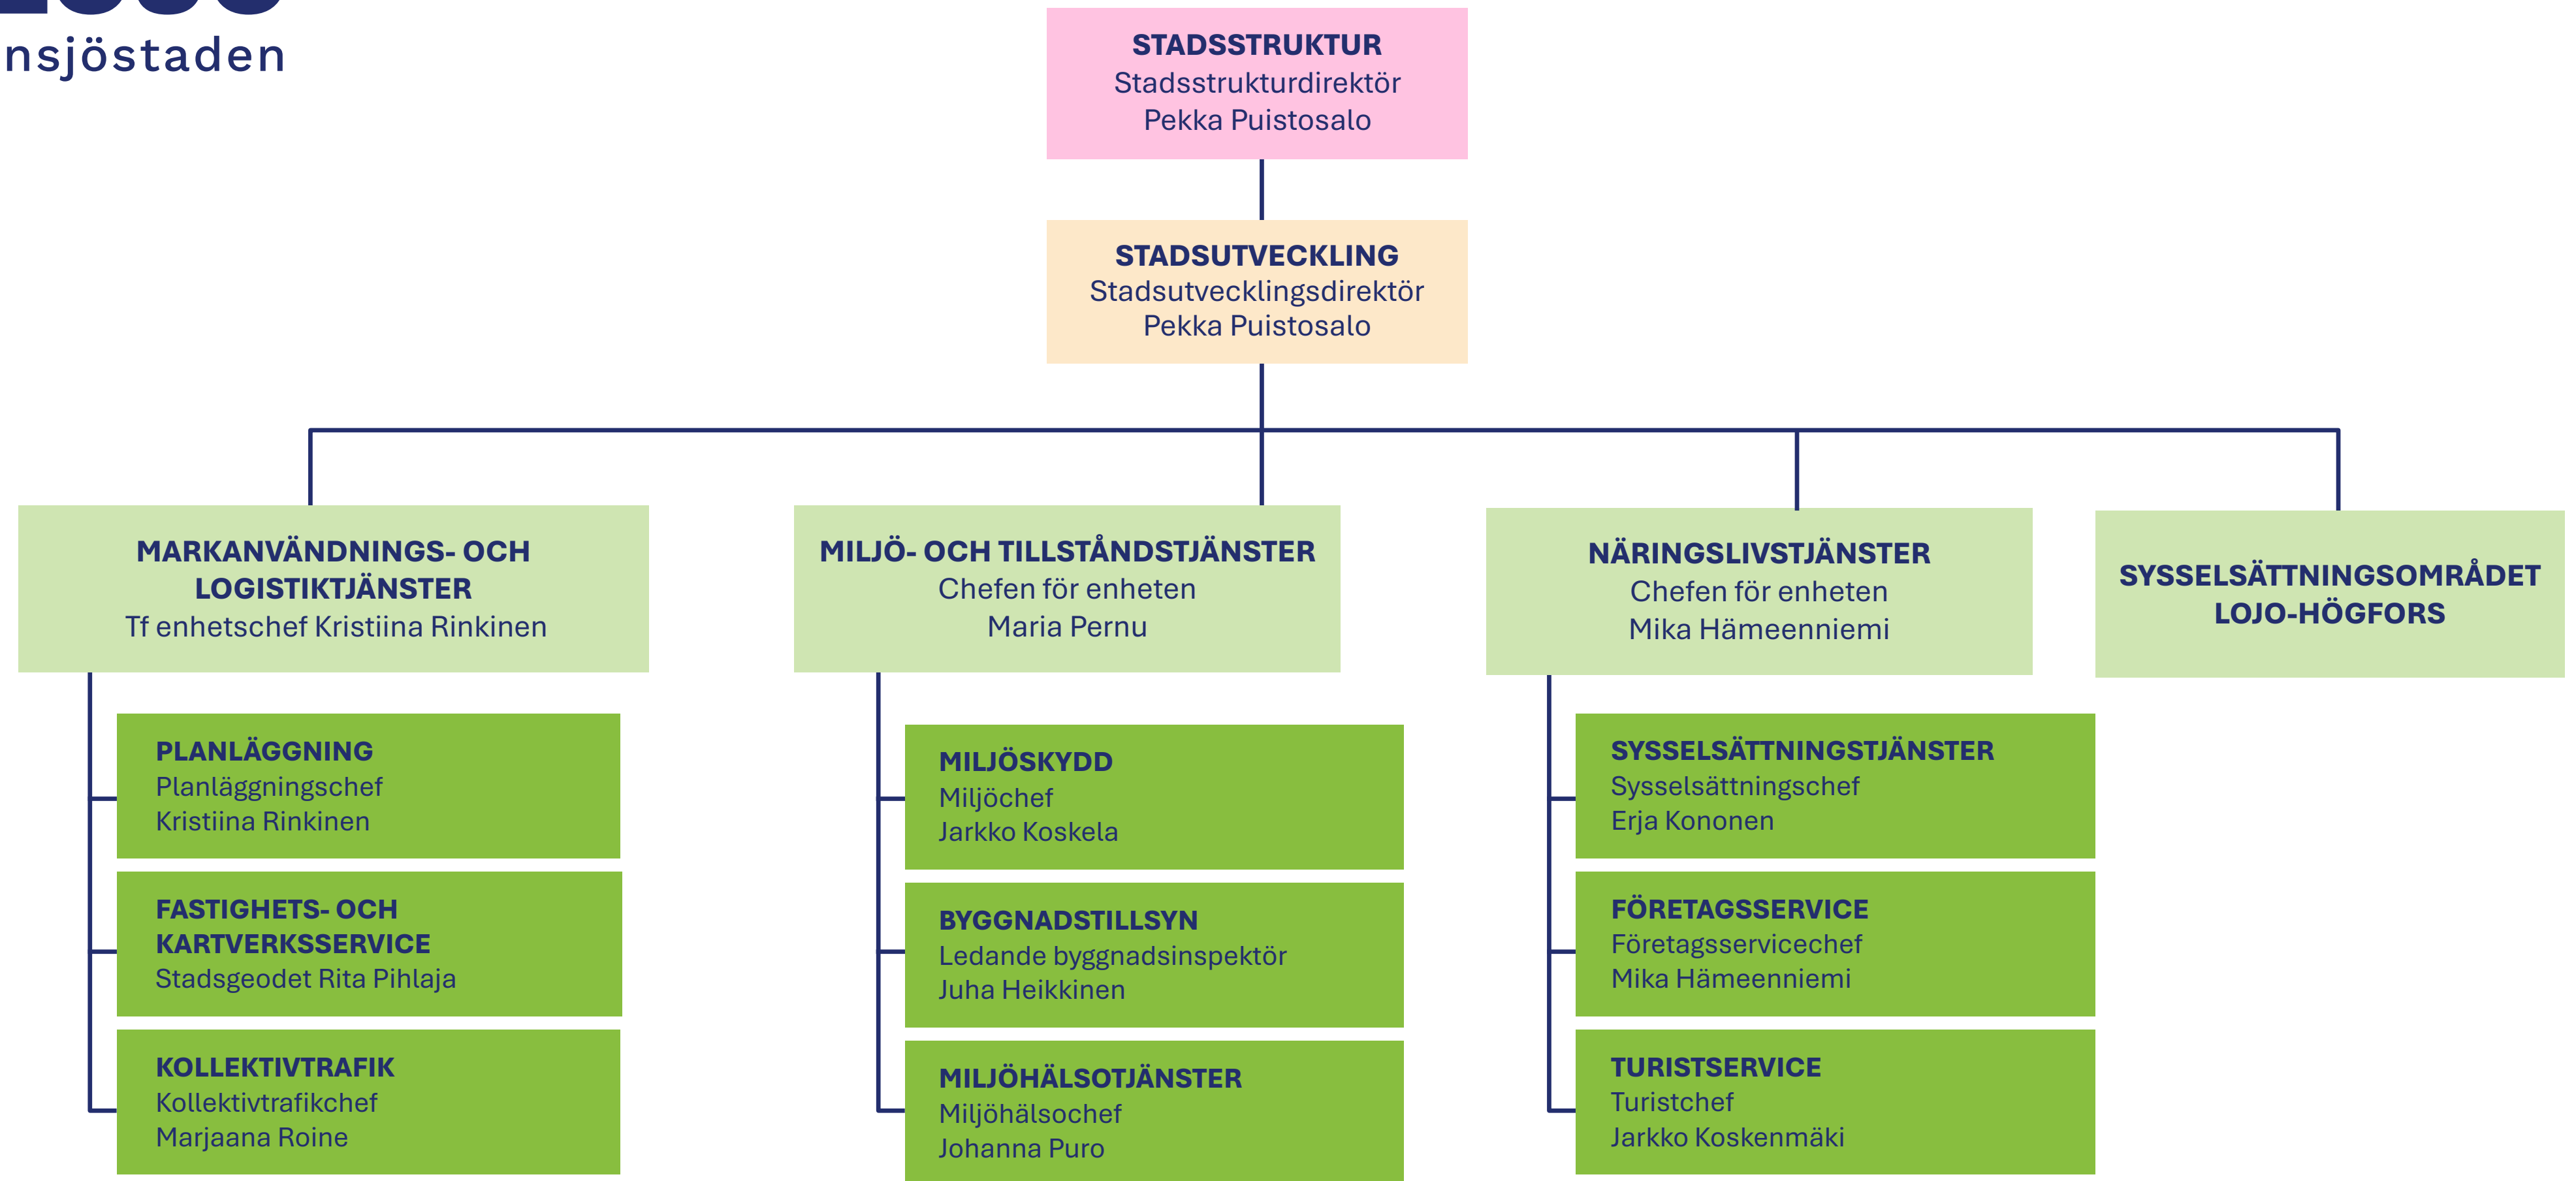 nsjöstaden
STADSSTRUKTUR
Stadsstrukturdirektör
Pekka Puistosalo
STADSUTVECKLING
Stadsutvecklingsdirektör
Pekka Puistosalo
MARKANVÄNDNINGS- OCH
LOGISTIKTJÄNSTER
Tf enhetschef Kristiina Rinkinen
PLANLÄGGNING
Planläggningschef
Kristiina Rinkinen
FASTIGHETS- OCH
KARTVERKSSERVICE
Stadsgeodet Rita Pihlaja
KOLLEKTIVTRAFIK
Kollektivtrafikchef
Marjaana Roine
MILJÖ- OCH TILLSTÅNDSTJÄNSTER
Chefen för enheten
Maria Pernu
MILJÖSKYDD
Miljöchef
Jarkko Koskela
BYGGNADSTILLSYN
Ledande byggnadsinspektör
Juha Heikkinen
MILJÖHÄLSOTJÄNSTER
Miljöhälsochef
Johanna Puro
NÄRINGSLIVSTJÄNSTER
Chefen för enheten
Mika Hämeenniemi
SYSSELSÄTTNINGSTJÄNSTER
Sysselsättningschef
Erja Kononen
FÖRETAGSSERVICE
Företagsservicechef
Mika Hämeenniemi
TURISTSERVICE
Turistchef
Jarkko Koskenmäki
SYSSELSÄTTNINGSOMRÅDET
LOJO-HÖGFORS